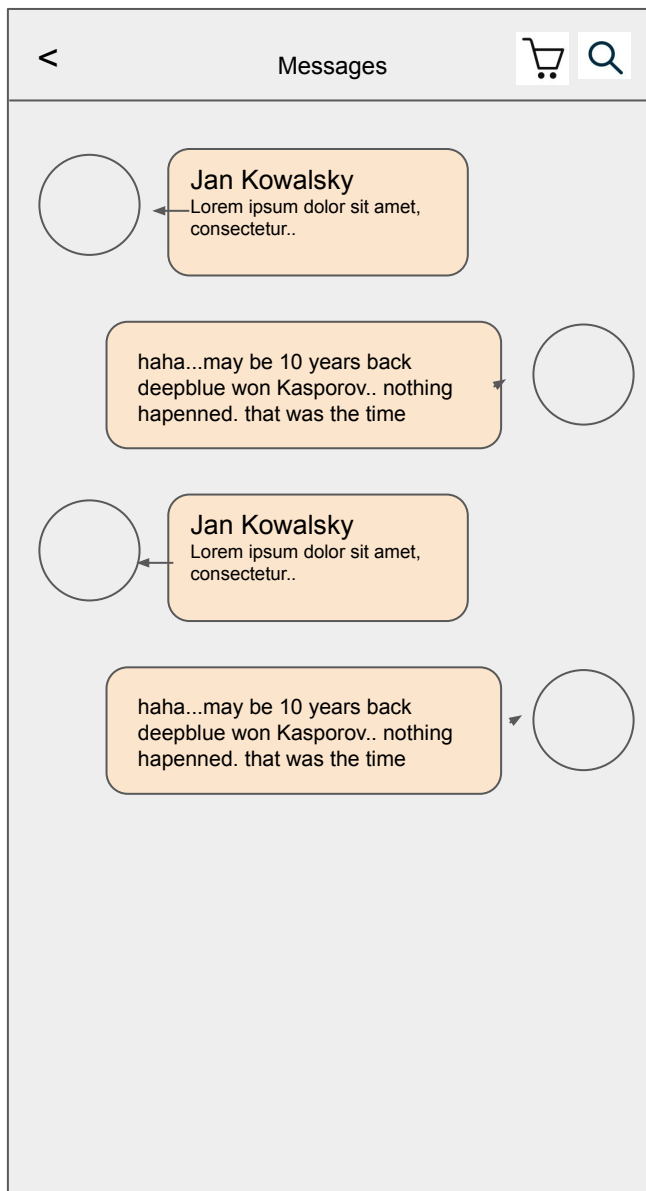 <
Messages
Jan Kowalsky
Lorem ipsum dolor sit amet,
consectetur..
haha...may be 10 years back
deepblue won Kasporov.. nothing
hapenned. that was the time
Jan Kowalsky
Lorem ipsum dolor sit amet,
consectetur..
haha...may be 10 years back
deepblue won Kasporov.. nothing
hapenned. that was the time